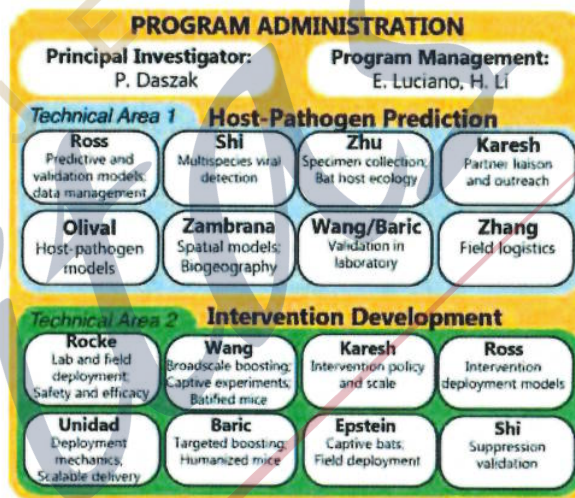 PROGRAM ADMINISTRATION
Principal Investigator:
P. Daszak
Program Management:
E. Luciano, H. Li
Technical Area 1
Host-Pathogen Prediction
Ross
Predictive and
validation models;
data management
Shi
Multispecies viral
detection
Zhu
Specimen collection;
Bat host ecology
Karesh
Partner liaison
and outreach
Olival
Host-pathogen
models
Zambrana
Spatial models;
Biogeography
Wang/Baric
Validation in
laboratory
Zhang
Field logistics
Technical Area 2
Intervention Development
Rocke
Lab and field
deployment;
Safety and efficacy
Wang
Broadscale boosting;
Captive experiments;
Batified mice
Karesh
Intervention policy
and scale
Ross
Intervention
deployment models
Unidad
Deployment
mechanics,
Scalable delivery
Baric
Targeted boosting;
Humanized mice
Epstein
Captive bats;
Field deployment
Shi
Suppression
validation